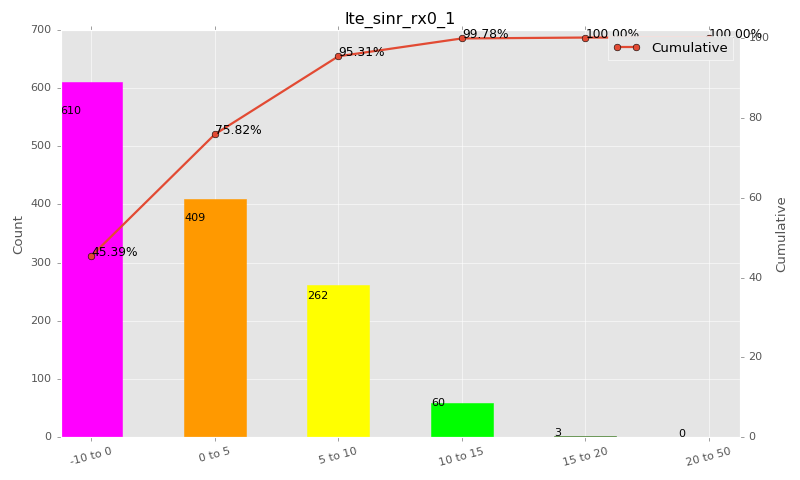 lte_sinr_rx0_1
700
600
500
400
300
200
100
0
Count
610
409
262
60
3
0
45.39%
75.82%
95.31%
99.78%
100.00%
100.00%
Cumulative
100
80
60
40
20
0
Cumulative
-10 to 0
0 to 5
5 to 10
10 to 15
15 to 20
20 to 50